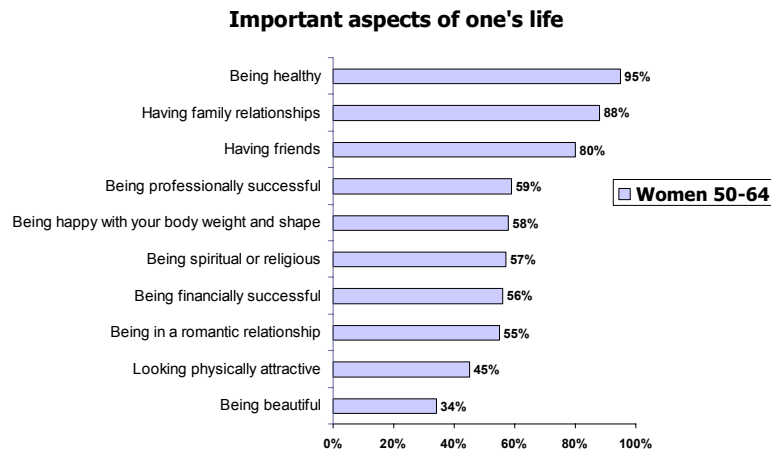 Important aspects of one's life
Being healthy 95%
Having family relationships 88%
Having friends 80%
Being professionally successful 59%
Being happy with your body weight and shape 58%
Being spiritual or religious 57%
Being financially successful 56%
Being in a romantic relationship 55%
Looking physically attractive 45%
Being beautiful 34%
0% 20% 40% 60% 80% 100%
Women 50-64